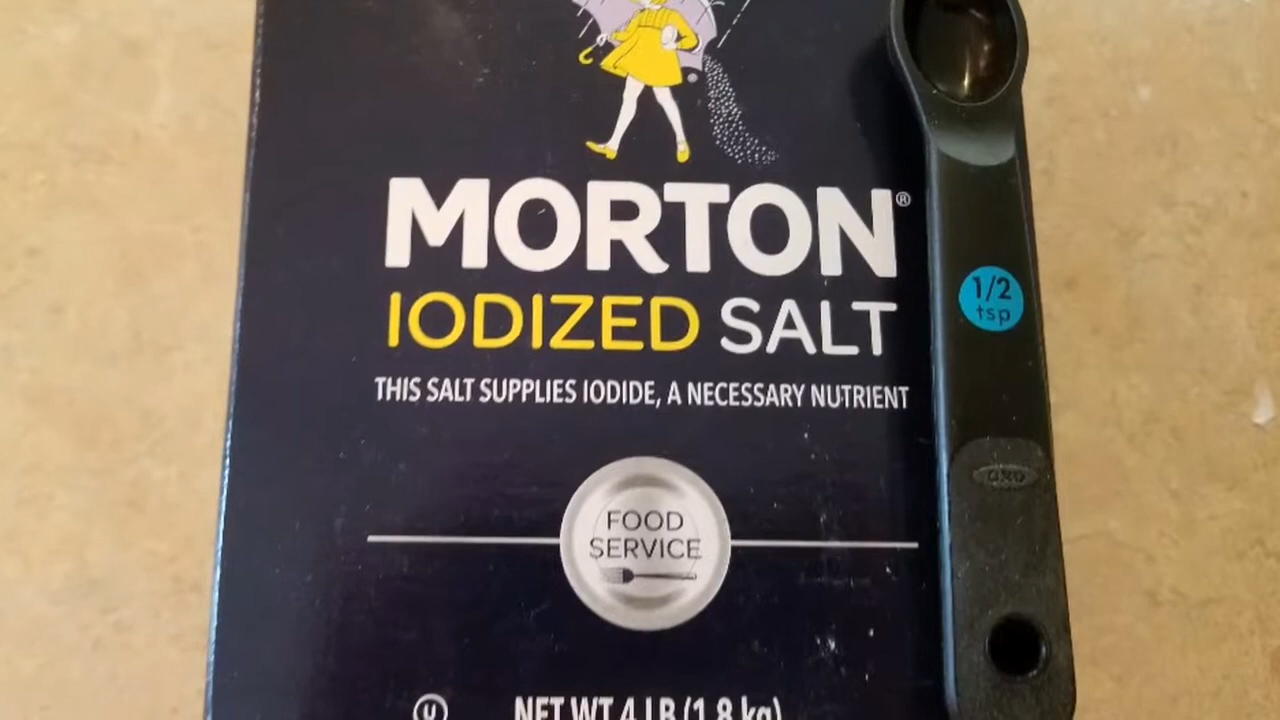 MORTON®
IODIZED SALT
THIS SALT SUPPLIES IODIDE, A NECESSARY NUTRIENT
1/2
tsp
OXO
FOOD
SERVICE
U
NET WT 4 LB (1.8 kg)